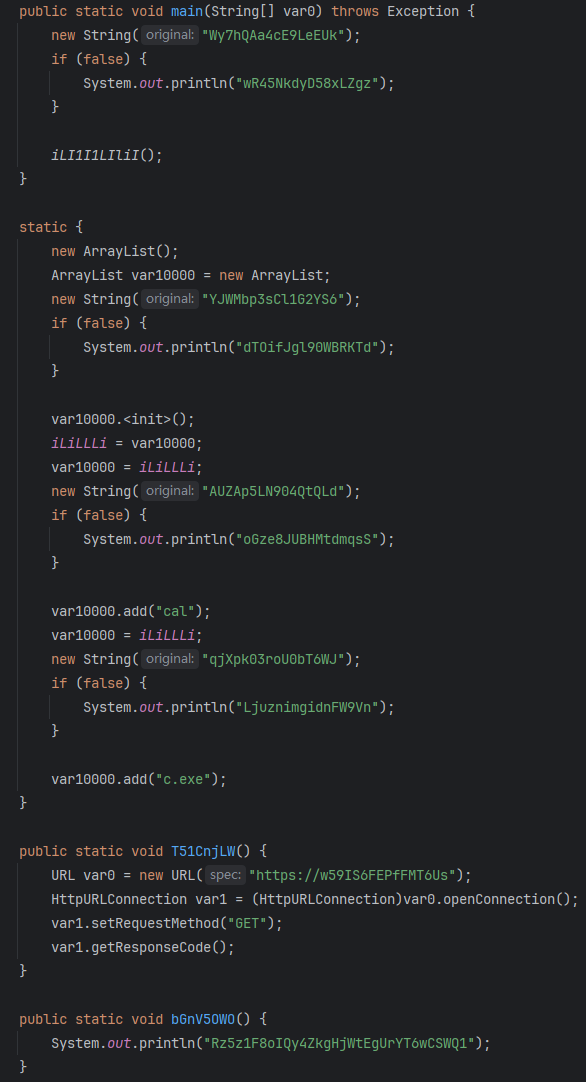 public static void main(String[] var0) throws Exception {
new String( original: "Wy7hQAa4cE9LeEUk");
if (false) {
System.out.println("wR45NkdyD58xLZgz");
}
iLI1I1LIliI();
}
static {
new ArrayList();
ArrayList var10000 = new ArrayList;
new String( original: "YJWMbp3sCl1G2YS6");
if (false) {
System.out.println("dTOifJgl90WBRKTd");
}
var10000.<init>();
iLiLLLi = var10000;
var10000 = iLiLLLi;
new String( original: "AUZAp5LN904QtQLd");
if (false) {
System.out.println("oGze8JUBHMtdmqsS");
}
var10000.add("cal");
var10000 = iLiLLLi;
new String( original: "qjXpk03roU0bT6WJ");
if (false) {
System.out.println("LjuznimgidnFW9Vn");
}
var10000.add("c.exe");
}
public static void T51CnjLW() {
URL var0 = new URL( spec: "https://w59IS6FEPfFMT6Us");
HttpURLConnection var1 = (HttpURLConnection)var0.openConnection();
var1.setRequestMethod("GET");
var1.getResponseCode();
}
public static void bGnV5OWO() {
System.out.println("Rz5z1F8oIQy4ZkgHjWtEgUrYT6wCSWQ1");
}